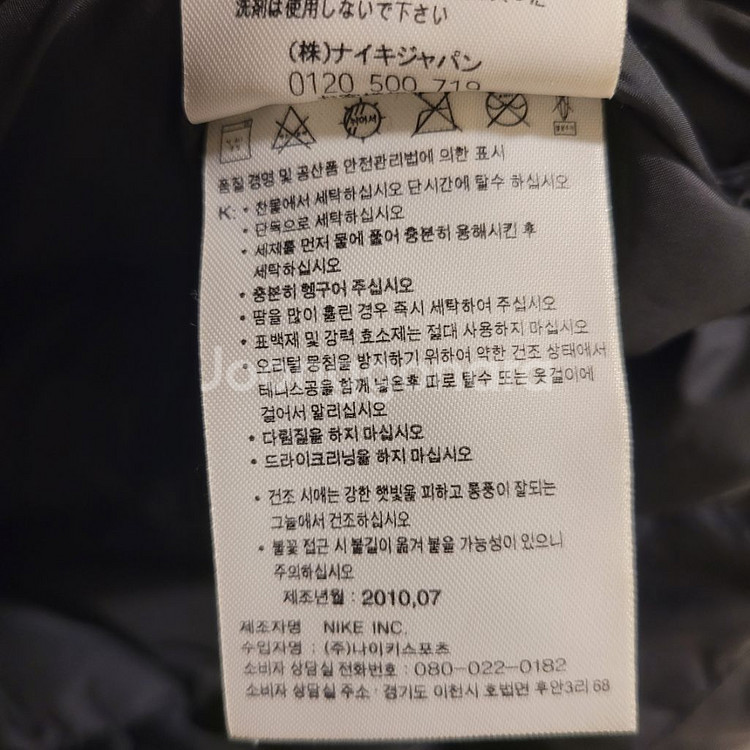 洗剤は使用しないで下さい
(株)ナイキジャパン
0120 500 719
품질 경영 및 공산품 안전관리법에 의한 표시
K: • 찬물에서 세탁하십시오 단시간에 탈수 하십시오
• 단독으로 세탁하십시오
• 세제를 먼저 물에 풀어 충분히 용해시킨 후
세탁하십시오
• 충분히 헹구어 주십시오
• 땀을 많이 흘린 경우 즉시 세탁하여 주십시오
• 표백제 및 강력 효소제는 절대 사용하지 마십시오
• 오리털 뭉침을 방지하기 위하여 약한 건조 상태에서
테니스공을 함께 넣은후 따로 탈수 또는 옷걸이에
걸어서 말리십시오
• 다림질을 하지 마십시오
• 드라이크리닝을 하지 마십시오
• 건조 시에는 강한 햇빛을 피하고 통풍이 잘되는
그늘에서 건조하십시오
• 불꽃 접근 시 불길이 옮겨 붙을 가능성이 있으니
주의하십시오
제조년월 : 2010,07
제조자명 NIKE INC.
수입자명 : (주)나이키스포츠
소비자 상담실 전화번호 : 080-022-0182
소비자 상담실 주소 : 경기도 이천시 호법면 후안3리 68